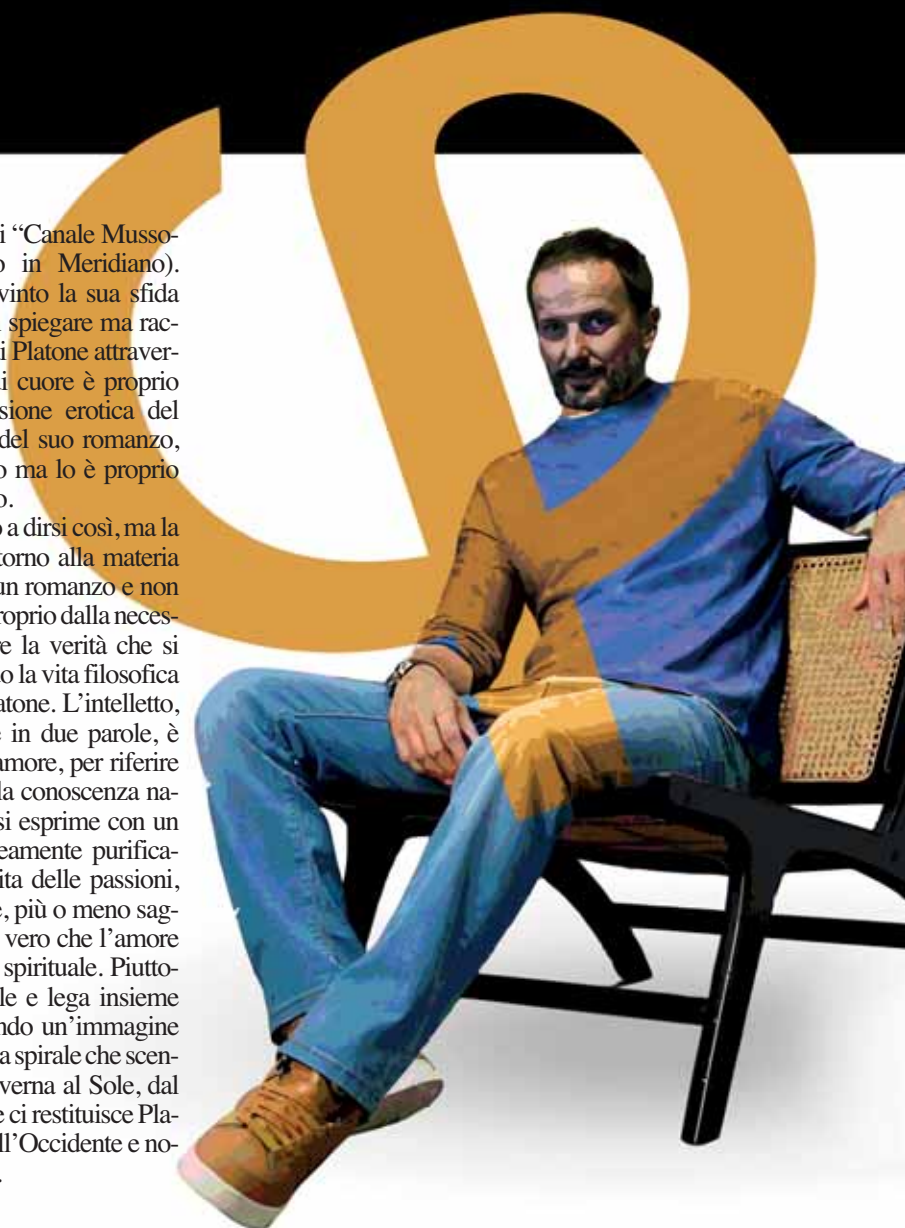 i “Canale Musso-
o in Meridiano).
vinto la sua sfida
spiegare ma rac-
i Platone attraver-
i cuore è proprio
sione erotica del
del suo romanzo,
o ma lo è proprio
o.
o a dirsi così, ma la
torno alla materia
un romanzo e non
roprio dalla neces-
e la verità che si
o la vita filosofica
atone. L’intelletto,
e in due parole, è
amore, per riferire
la conoscenza na-
si esprime con un
eamente purifica-
ita delle passioni,
e, più o meno sag-
vero che l’amore
spirituale. Piutto-
le e lega insieme
ndo un’immagine
a spirale che scen-
verna al Sole, dal
e ci restituisce Pla-
ll’Occidente e no-
.